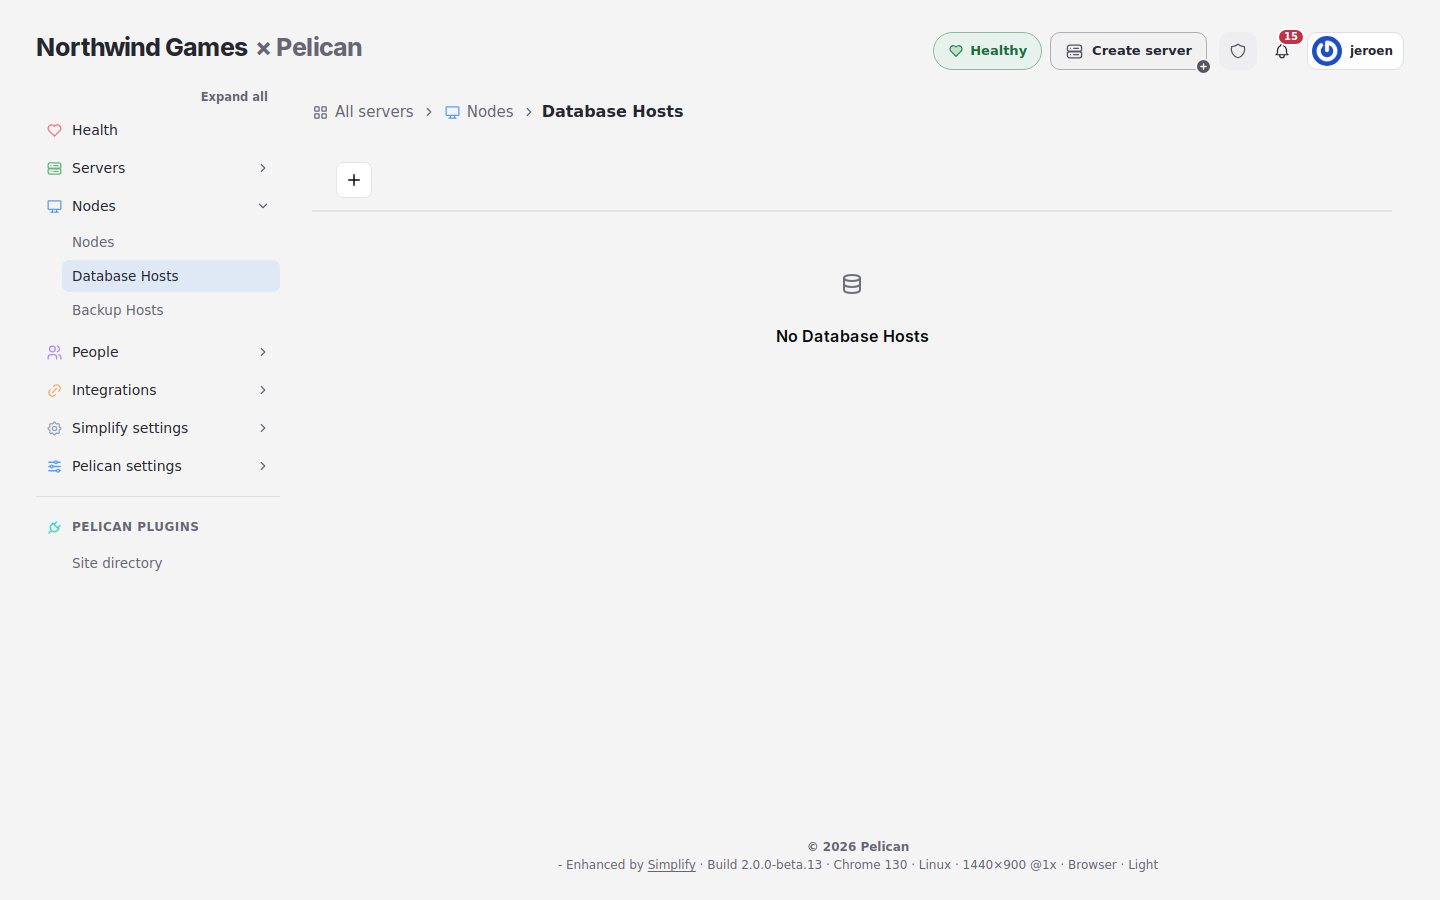 Northwind Games × Pelican
Healthy
Create server
15
jeroen
Expand all
Health
Servers
Nodes
Nodes
Database Hosts
Backup Hosts
People
Integrations
Simplify settings
Pelican settings
PELICAN PLUGINS
Site directory
All servers > Nodes > Database Hosts
No Database Hosts
© 2026 Pelican
- Enhanced by Simplify · Build 2.0.0-beta.13 · Chrome 130 · Linux · 1440×900 @1x · Browser · Light